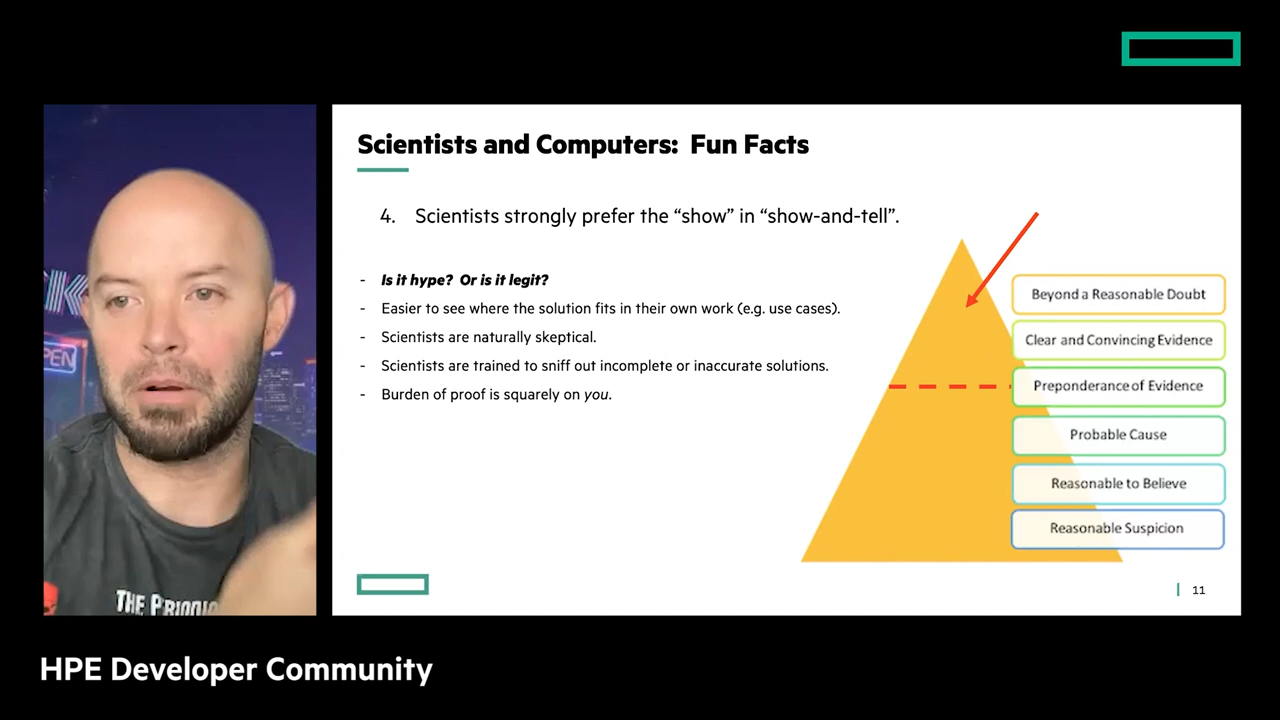 Scientists and Computers: Fun Facts
4. Scientists strongly prefer the “show” in “show-and-tell”.
- Is it hype? Or is it legit?
- Easier to see where the solution fits in their own work (e.g. use cases).
- Scientists are naturally skeptical.
- Scientists are trained to sniff out incomplete or inaccurate solutions.
- Burden of proof is squarely on you.
Beyond a Reasonable Doubt
Clear and Convincing Evidence
Preponderance of Evidence
Probable Cause
Reasonable to Believe
Reasonable Suspicion
11
THE
HPE Developer Community